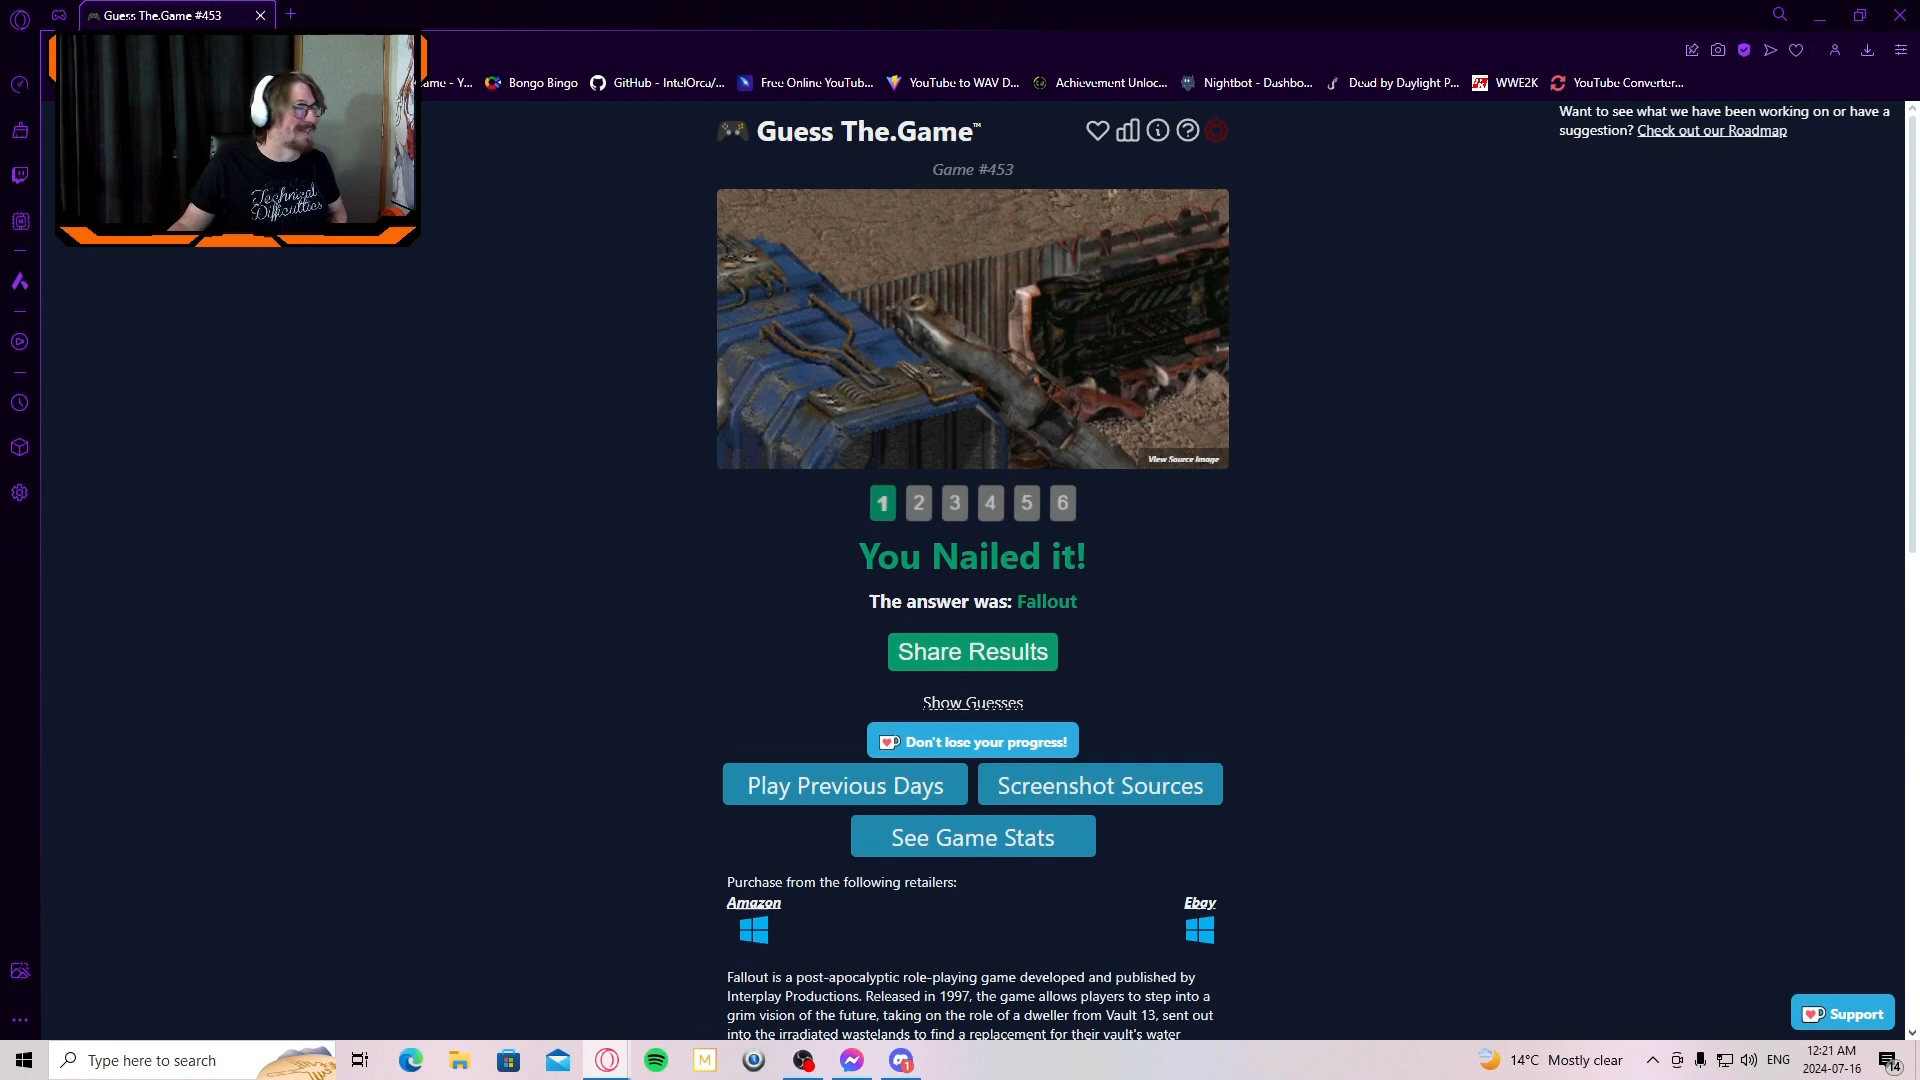 Guess The.Game #453
ame - Y...
Bongo Bingo
GitHub - IntelOrca/...
Free Online YouTub...
YouTube to WAV D...
Achievement Unloc...
Nightbot - Dashbo...
Dead by Daylight P...
WWE2K
YouTube Converter...
Technical
Difficulties
Want to see what we have been working on or have a
suggestion? Check out our Roadmap
Guess The.Game™
Game #453
View Source Image
1 2 3 4 5 6
You Nailed it!
The answer was: Fallout
Share Results
Show Guesses
Don't lose your progress!
Play Previous Days
Screenshot Sources
See Game Stats
Purchase from the following retailers:
Amazon
Ebay
Fallout is a post-apocalyptic role-playing game developed and published by
Interplay Productions. Released in 1997, the game allows players to step into a
grim vision of the future, taking on the role of a dweller from Vault 13, sent out
into the irradiated wastelands to find a replacement for their vault's water
Support
Type here to search
M
1
14°C Mostly clear
ENG
12:21 AM
2024-07-16
14